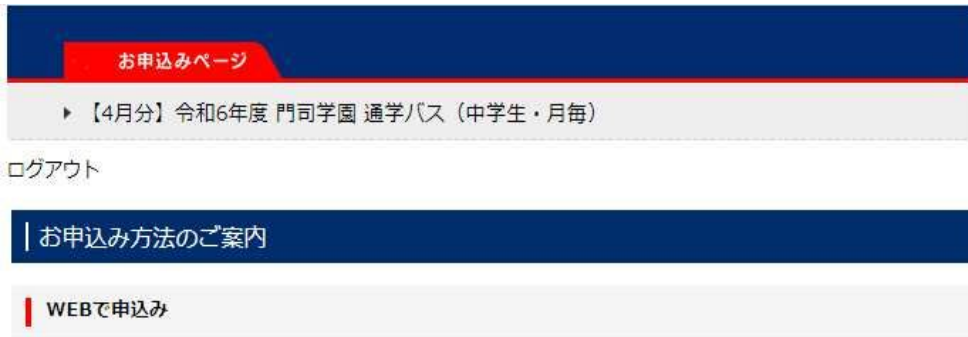 お申込みページ
【4月分】令和6年度 門司学園 通学バス（中学生・月毎）
ログアウト
お申込み方法のご案内
WEBで申込み